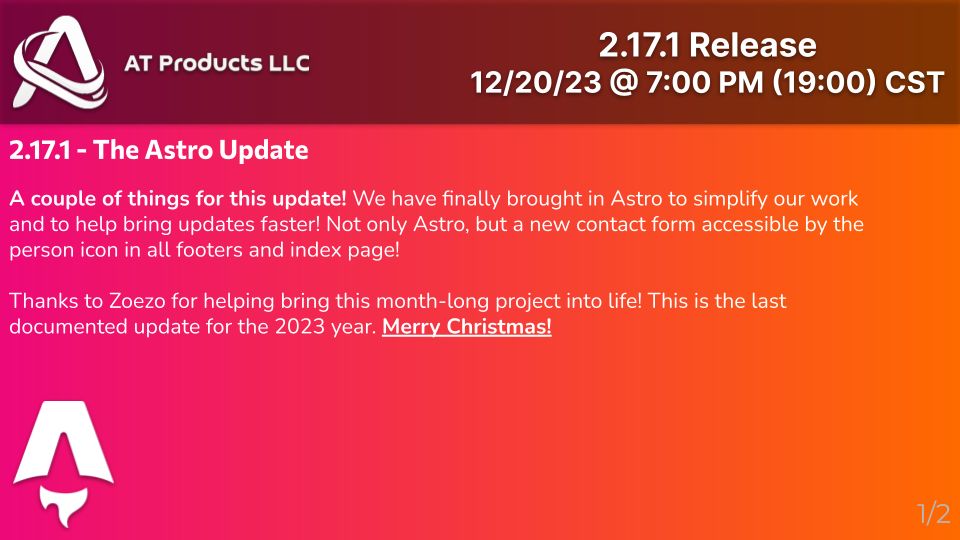 AT Products LLC
2.17.1 Release
12/20/23 @ 7:00 PM (19:00) CST
2.17.1 - The Astro Update
A couple of things for this update! We have finally brought in Astro to simplify our work
and to help bring updates faster! Not only Astro, but a new contact form accessible by the
person icon in all footers and index page!
Thanks to Zoezo for helping bring this month-long project into life! This is the last
documented update for the 2023 year. Merry Christmas!
1/2